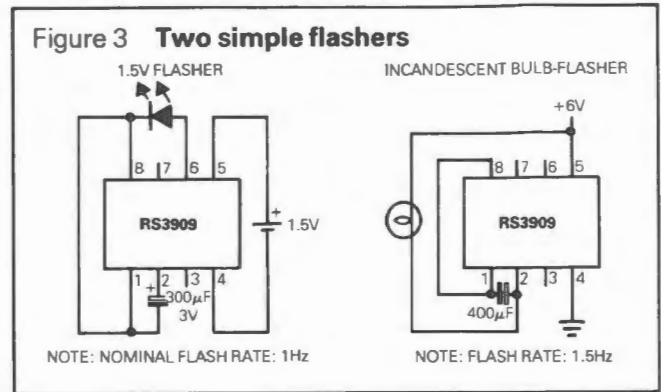 Figure 3 Two simple flashers
1.5V FLASHER
8 7 6 5
RS3909
1 2 3 4
+
300µF
3V
+
1.5V
NOTE: NOMINAL FLASH RATE: 1Hz
INCANDESCENT BULB-FLASHER
+6V
8 7 6 5
RS3909
1 2 3 4
400µF
NOTE: FLASH RATE: 1.5Hz